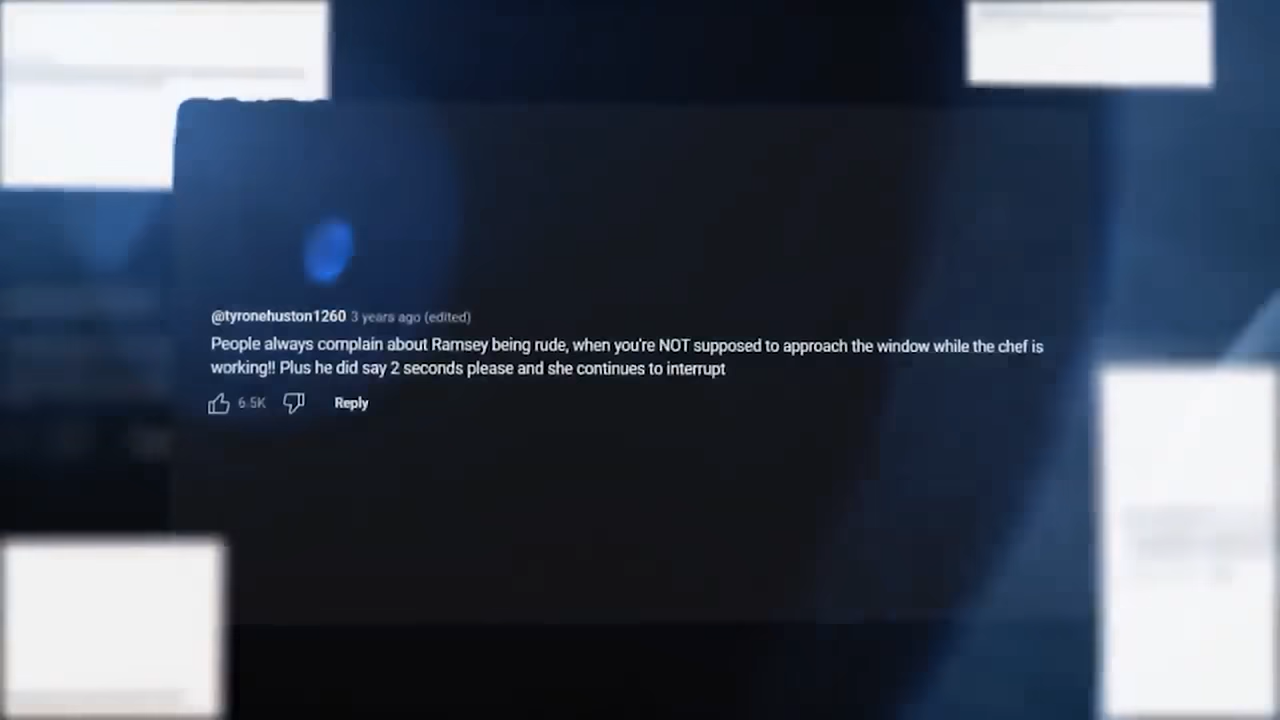 @tyronehuston1260 3 years ago (edited)
People always complain about Ramsey being rude, when you're NOT supposed to approach the window while the chef is
working!! Plus he did say 2 seconds please and she continues to interrupt
6.5K Reply